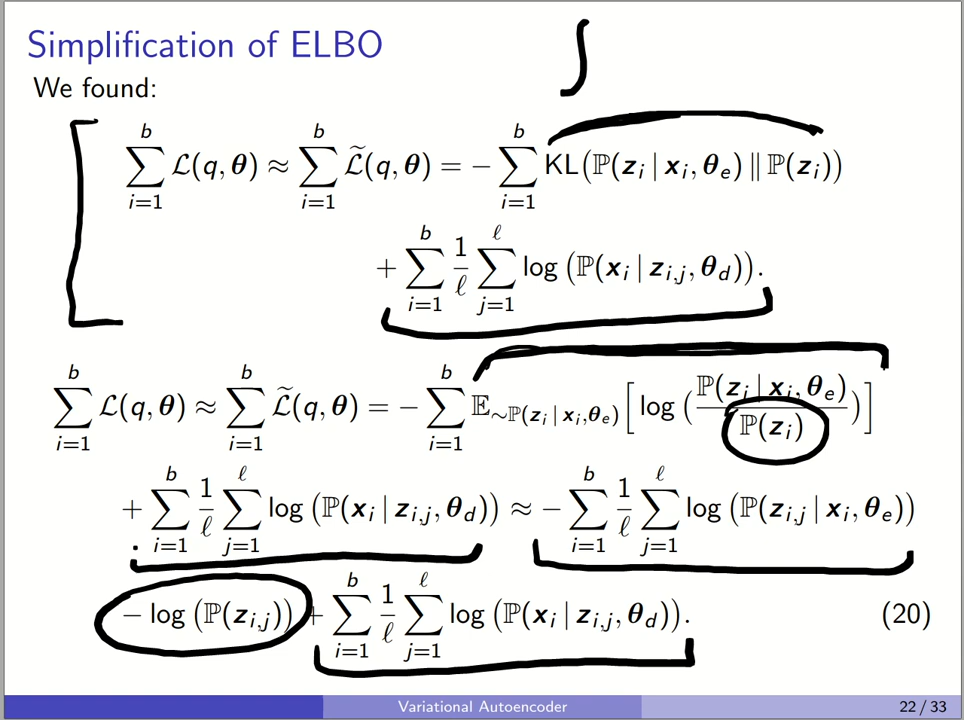 Simplification of ELBO
We found:
∫
∑_{i=1}^{b} ℒ(q, θ) ≈ ∑_{i=1}^{b} ℒ̃(q, θ) = − ∑_{i=1}^{b} KL(ℙ(z_i | x_i, θ_e) ‖ ℙ(z_i))
+ ∑_{i=1}^{b} 1/ℓ ∑_{j=1}^{ℓ} log (ℙ(x_i | z_{i,j}, θ_d)).
∑_{i=1}^{b} ℒ(q, θ) ≈ ∑_{i=1}^{b} ℒ̃(q, θ) = − ∑_{i=1}^{b} 𝔼_{∼ℙ(z_i | x_i, θ_e)} [log (ℙ(z_i | x_i, θ_e) / ℙ(z_i))]
+ ∑_{i=1}^{b} 1/ℓ ∑_{j=1}^{ℓ} log (ℙ(x_i | z_{i,j}, θ_d)) ≈ − ∑_{i=1}^{b} 1/ℓ ∑_{j=1}^{ℓ} log (ℙ(z_{i,j} | x_i, θ_e))
− log (ℙ(z_{i,j})) + ∑_{i=1}^{b} 1/ℓ ∑_{j=1}^{ℓ} log (ℙ(x_i | z_{i,j}, θ_d)). (20)
Variational Autoencoder 22 / 33